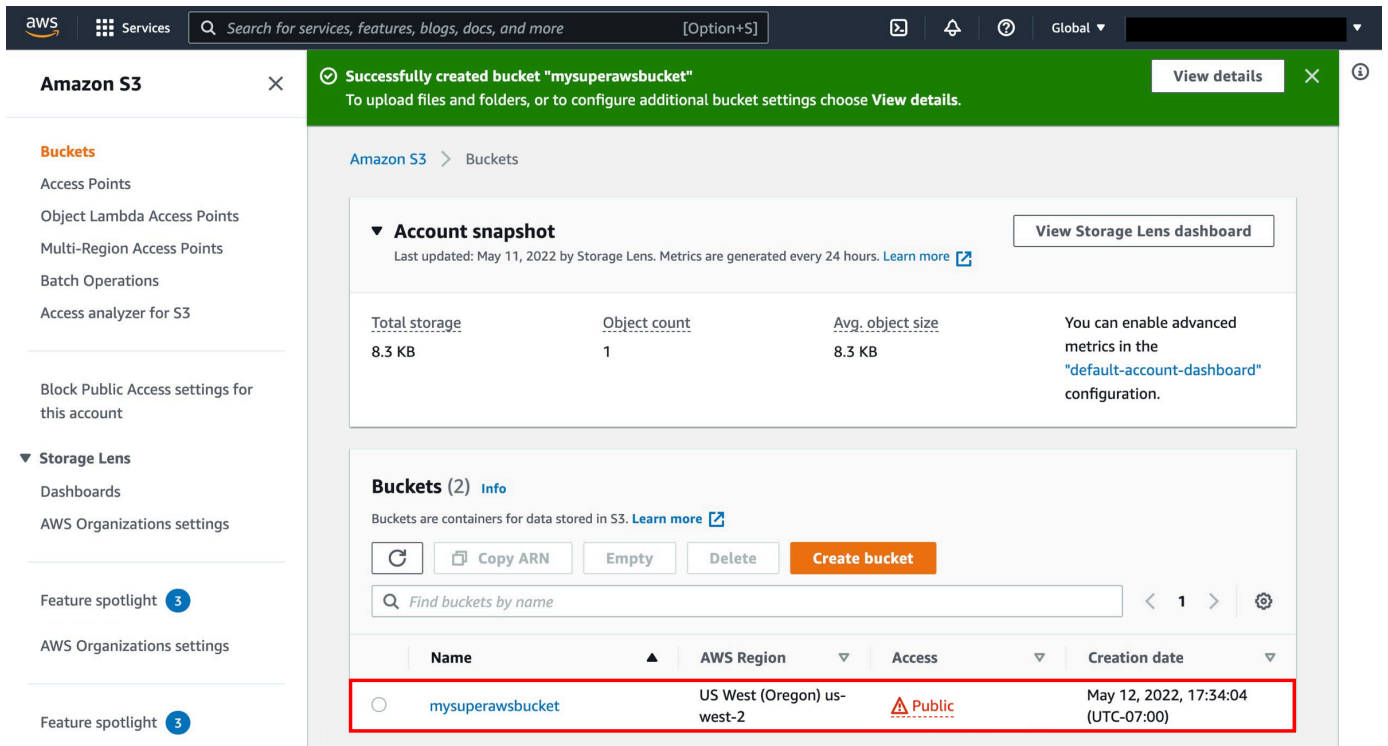 aws
Services
Search for services, features, blogs, docs, and more [Option+S]
Global
Amazon S3
Buckets
Access Points
Object Lambda Access Points
Multi-Region Access Points
Batch Operations
Access analyzer for S3
Block Public Access settings for
this account
Storage Lens
Dashboards
AWS Organizations settings
Feature spotlight 3
AWS Organizations settings
Feature spotlight 3
Successfully created bucket "mysuperawsbucket"
To upload files and folders, or to configure additional bucket settings choose View details.
View details
Amazon S3 > Buckets
Account snapshot
Last updated: May 11, 2022 by Storage Lens. Metrics are generated every 24 hours. Learn more
View Storage Lens dashboard
Total storage
8.3 KB
Object count
1
Avg. object size
8.3 KB
You can enable advanced
metrics in the
"default-account-dashboard"
configuration.
Buckets (2) Info
Buckets are containers for data stored in S3. Learn more
Copy ARN
Empty
Delete
Create bucket
Find buckets by name
1
Name
AWS Region
Access
Creation date
mysuperawsbucket
US West (Oregon) us-
west-2
Public
May 12, 2022, 17:34:04
(UTC-07:00)